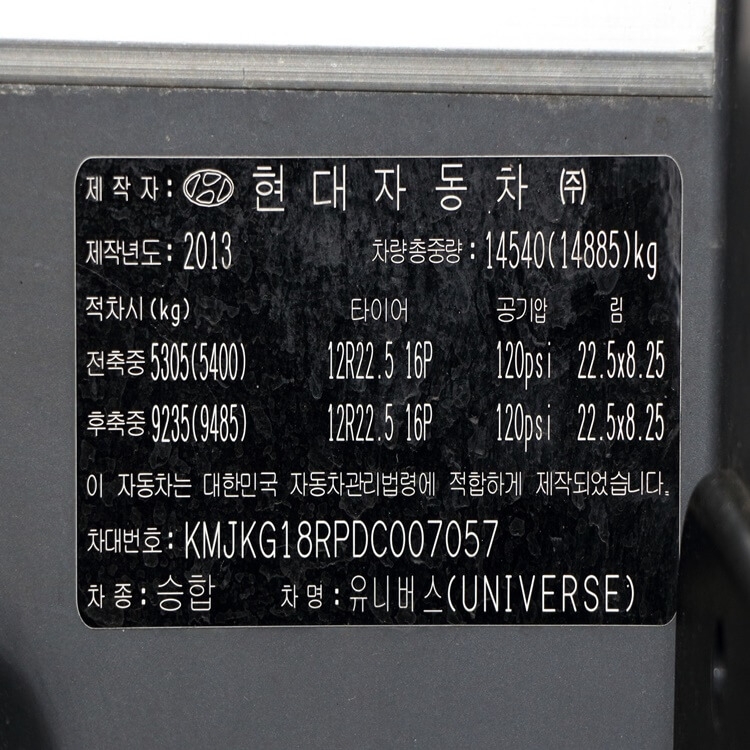 제 작 자 : 현 대 자 동 차 ㈜
제작년도 : 2013 차량총중량 : 14540(14885)kg
적차시(kg) 타이어 공기압 림
전축중 5305(5400) 12R22.5 16P 120psi 22.5x8.25
후축중 9235(9485) 12R22.5 16P 120psi 22.5x8.25
이 자동차는 대한민국 자동차관리법령에 적합하게 제작되었습니다.
차대번호 : KMJKG18RPDC007057
차 종 : 승합 차 명 : 유니버스(UNIVERSE)